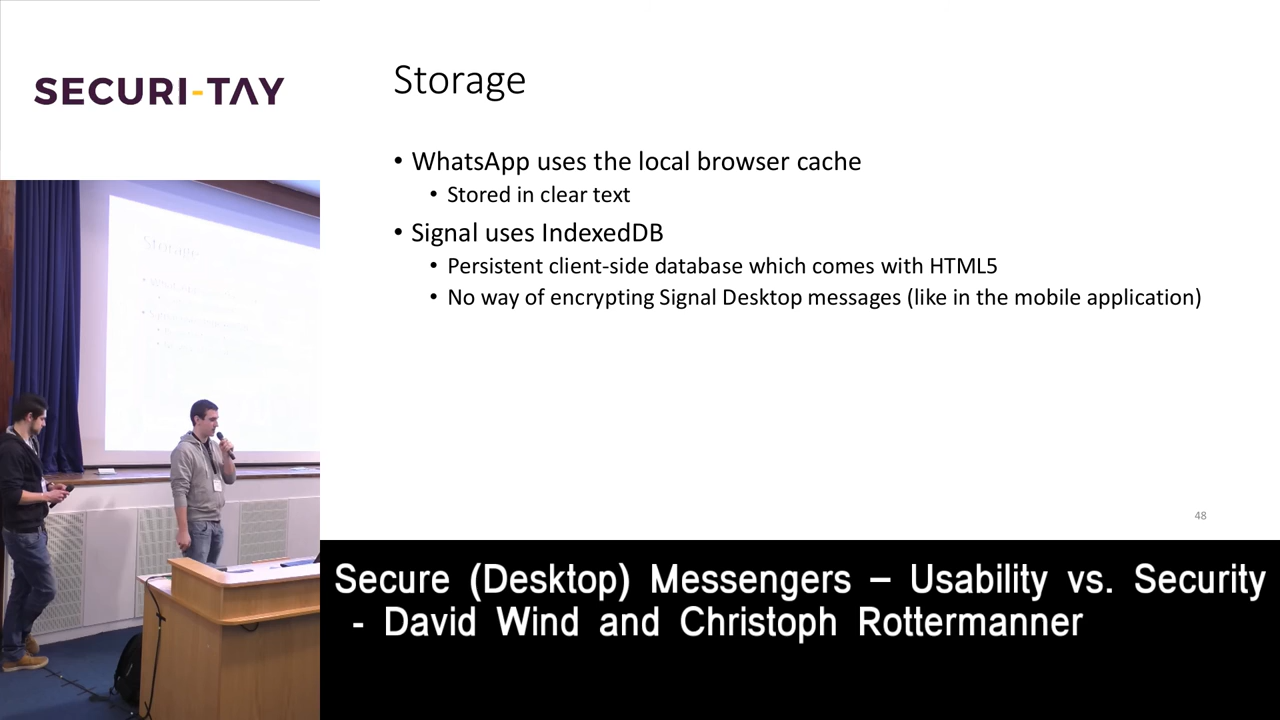 SECURI-TAY
Storage
• WhatsApp uses the local browser cache
• Stored in clear text
• Signal uses IndexedDB
• Persistent client-side database which comes with HTML5
• No way of encrypting Signal Desktop messages (like in the mobile application)
48
Storage
Secure (Desktop) Messengers – Usability vs. Security
- David Wind and Christoph Rottermanner